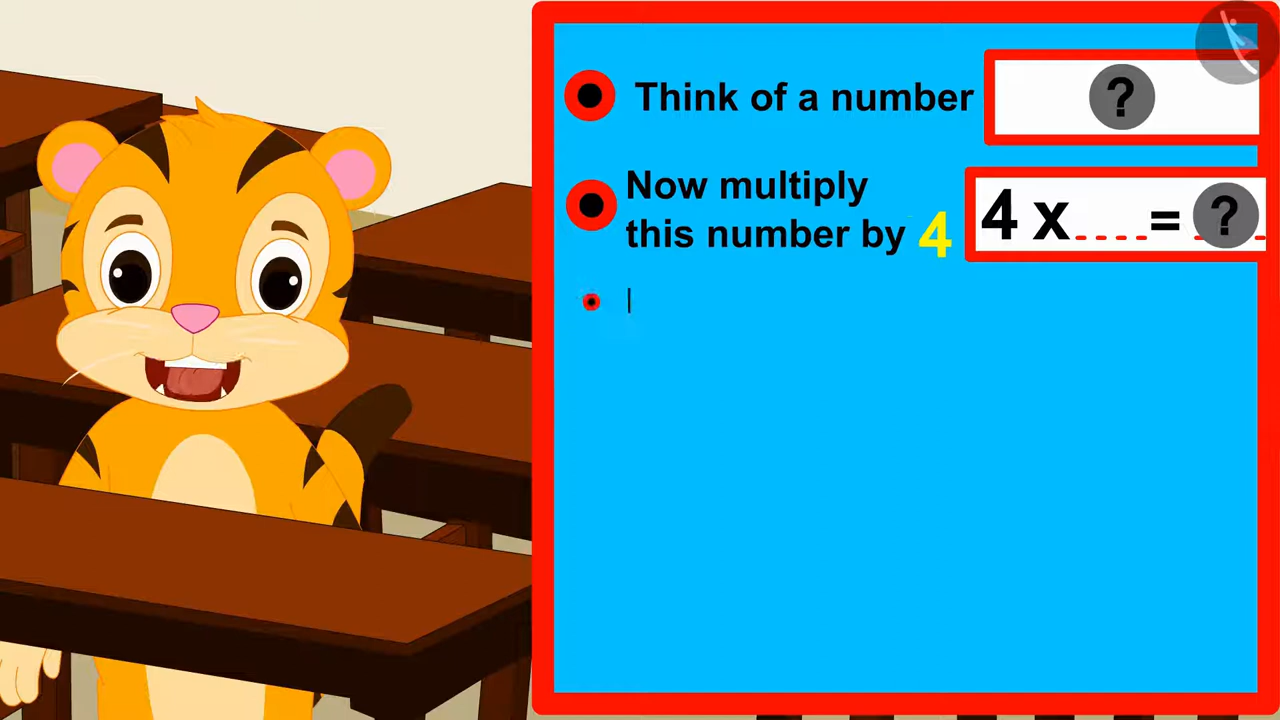 Think of a number ?
Now multiply
this number by 4
4 x....=?